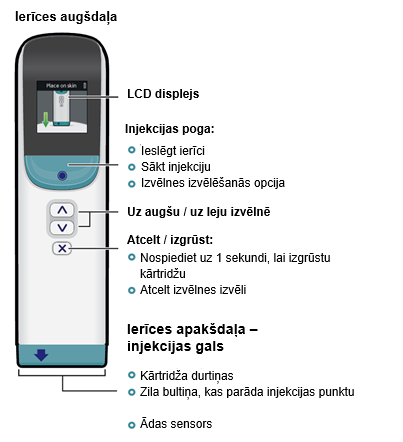 Ierīces augšdaļa
Place on skin
LCD displejs
Injekcijas poga:
Ieslēgt ierīci
Sākt injekciju
Izvēlnes izvēlēšanās opcija
Uz augšu / uz leju izvēlnē
Atcelt / izgrūst:
Nospiediet uz 1 sekundi, lai izgrūstu
kārtridžu
Atcelt izvēlnes izvēli
Ierīces apakšdaļa –
injekcijas gals
Kārtridža durtiņas
Zila bultiņa, kas parāda injekcijas punktu
Ādas sensors